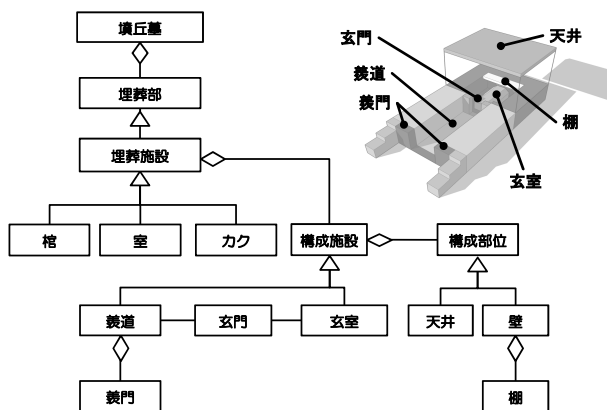 墳丘墓
埋葬部
埋葬施設
棺
室
カク
構成施設
構成部位
羨道
玄門
玄室
天井
壁
羨門
棚
玄門
羨道
羨門
天井
棚
玄室